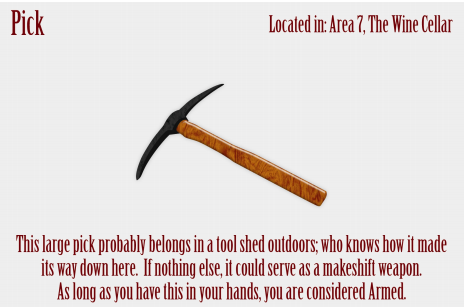 Pick
Located in: Area 7, The Wine Cellar
This large pick probably belongs in a tool shed outdoors; who knows how it made
its way down here. If nothing else, it could serve as a makeshift weapon.
As long as you have this in your hands, you are considered Armed.